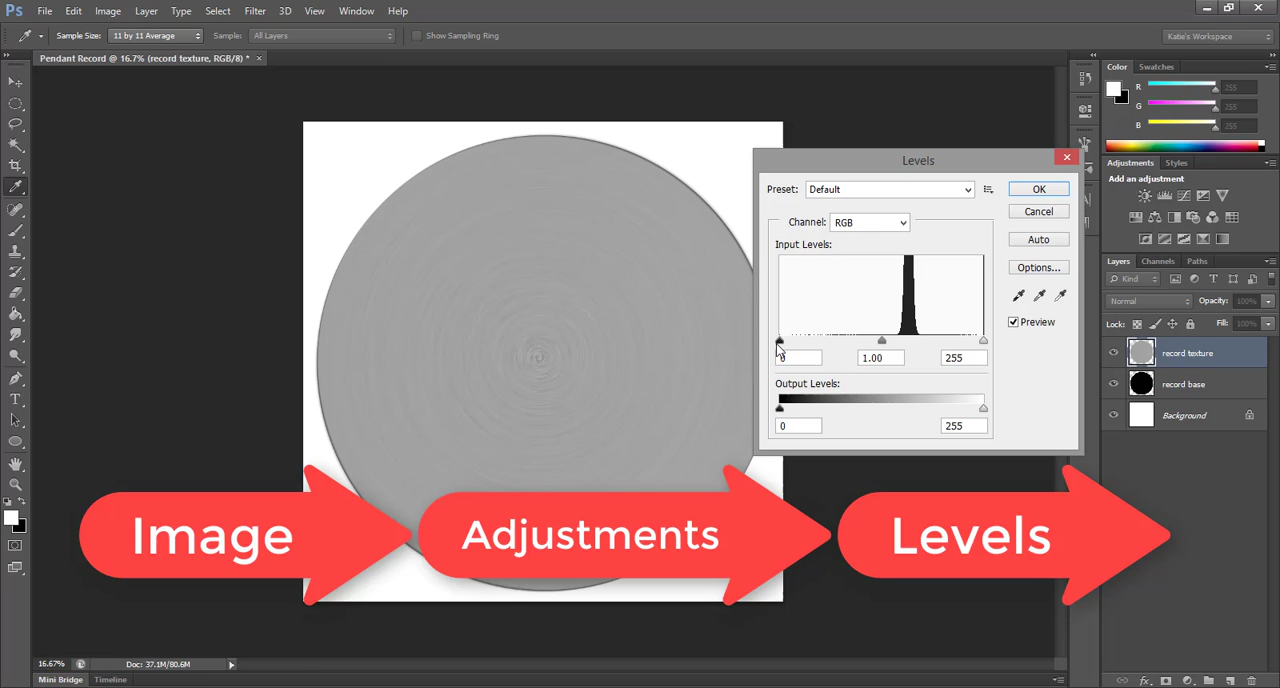 Ps File Edit Image Layer Type Select Filter 3D View Window Help
Sample Size: 11 by 11 Average Sample: All Layers Show Sampling Ring Katie's Workspace
Pendant Record @ 16.7% (record texture, RGB/8) * ×
Color Swatches
R 255
G 255
B 255
Adjustments Styles
Add an adjustment
Layers Channels Paths
Kind
Normal Opacity: 100%
Lock: Fill: 100%
record texture
record base
Background
Levels
Preset: Default OK
Cancel
Channel: RGB
Auto
Input Levels:
Options...
Preview
0 1.00 255
Output Levels:
0 255
Image Adjustments Levels
16.67% Doc: 37.1M/80.6M
Mini Bridge Timeline